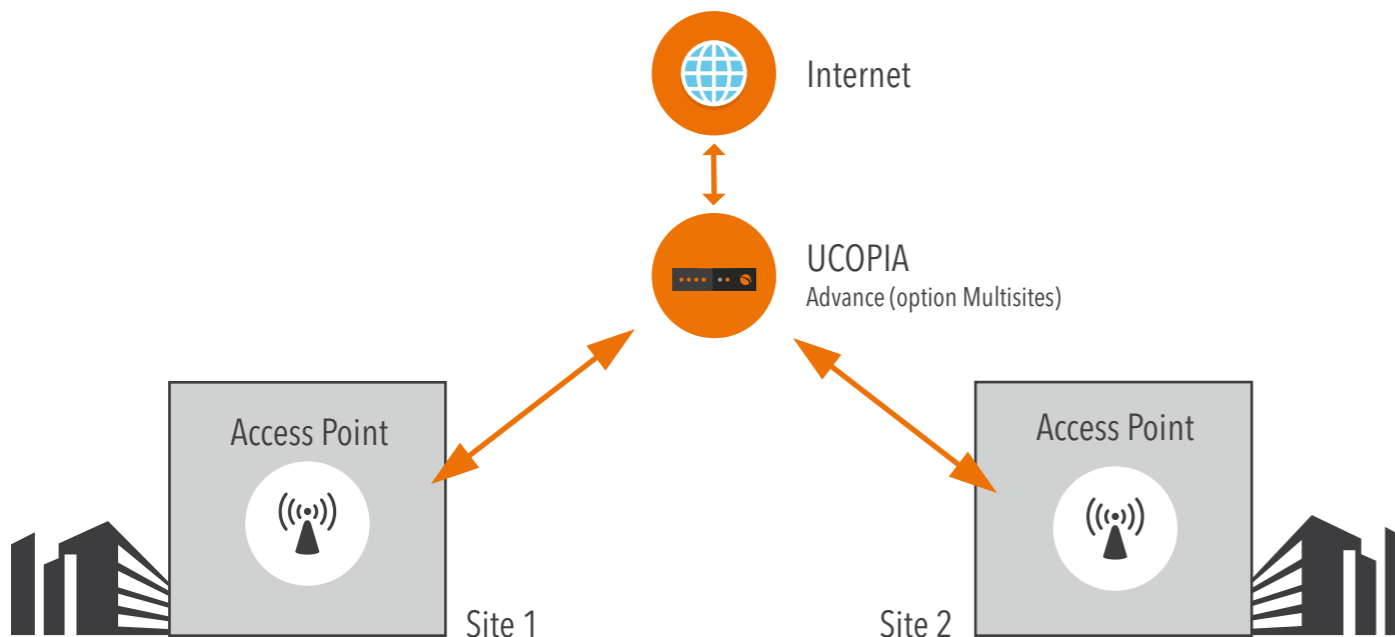 Internet
UCOPIA
Advance (option Multisites)
Access Point
Access Point
Site 1
Site 2